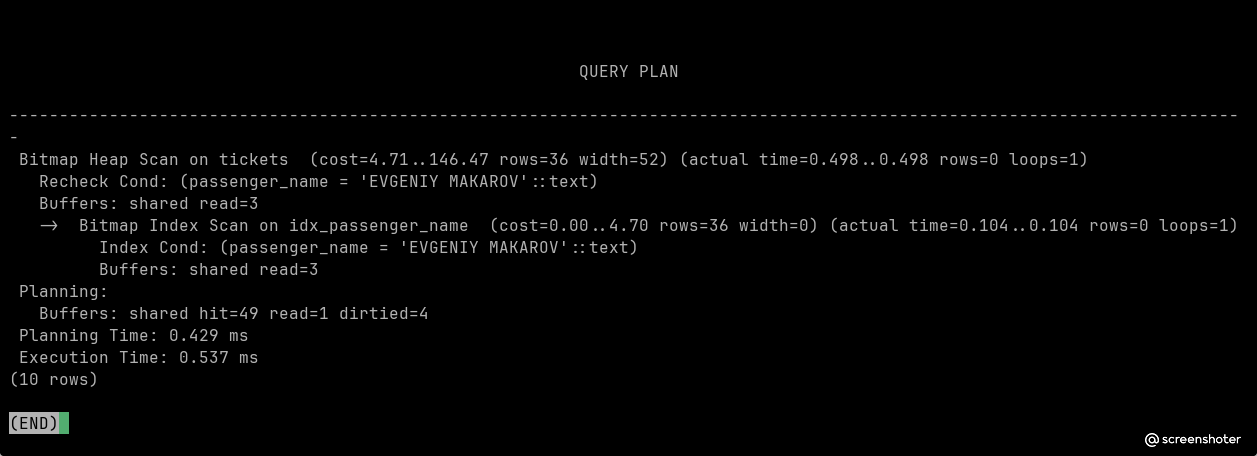 QUERY PLAN
---------------------------------------------------------------------------------------------------------------------------
-
Bitmap Heap Scan on tickets  (cost=4.71..146.47 rows=36 width=52) (actual time=0.498..0.498 rows=0 loops=1)
  Recheck Cond: (passenger_name = 'EVGENIY MAKAROV'::text)
  Buffers: shared read=3
  ->  Bitmap Index Scan on idx_passenger_name  (cost=0.00..4.70 rows=36 width=0) (actual time=0.104..0.104 rows=0 loops=1)
        Index Cond: (passenger_name = 'EVGENIY MAKAROV'::text)
        Buffers: shared read=3
Planning:
  Buffers: shared hit=49 read=1 dirtied=4
Planning Time: 0.429 ms
Execution Time: 0.537 ms
(10 rows)
(END)
@screenshoter